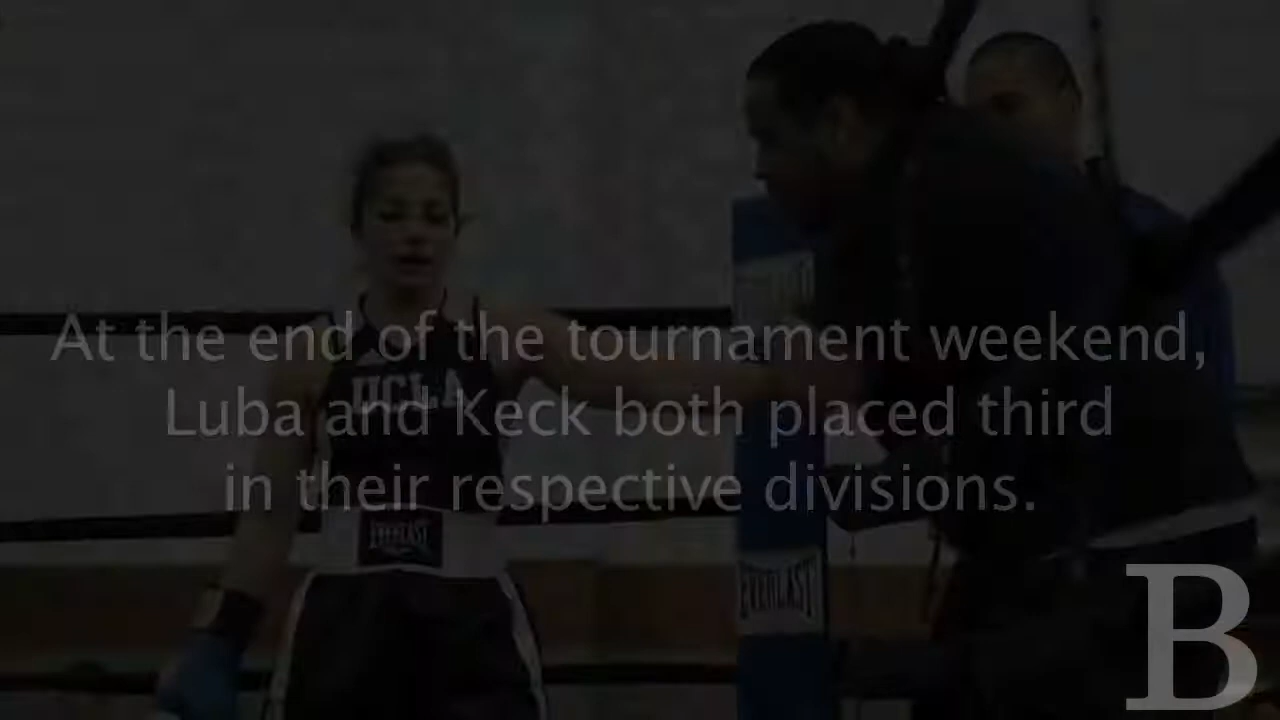 At the end of the tournament weekend,
Luba and Keck both placed third
in their respective divisions.
UCLA
EVERLAST
EVERLAST
B